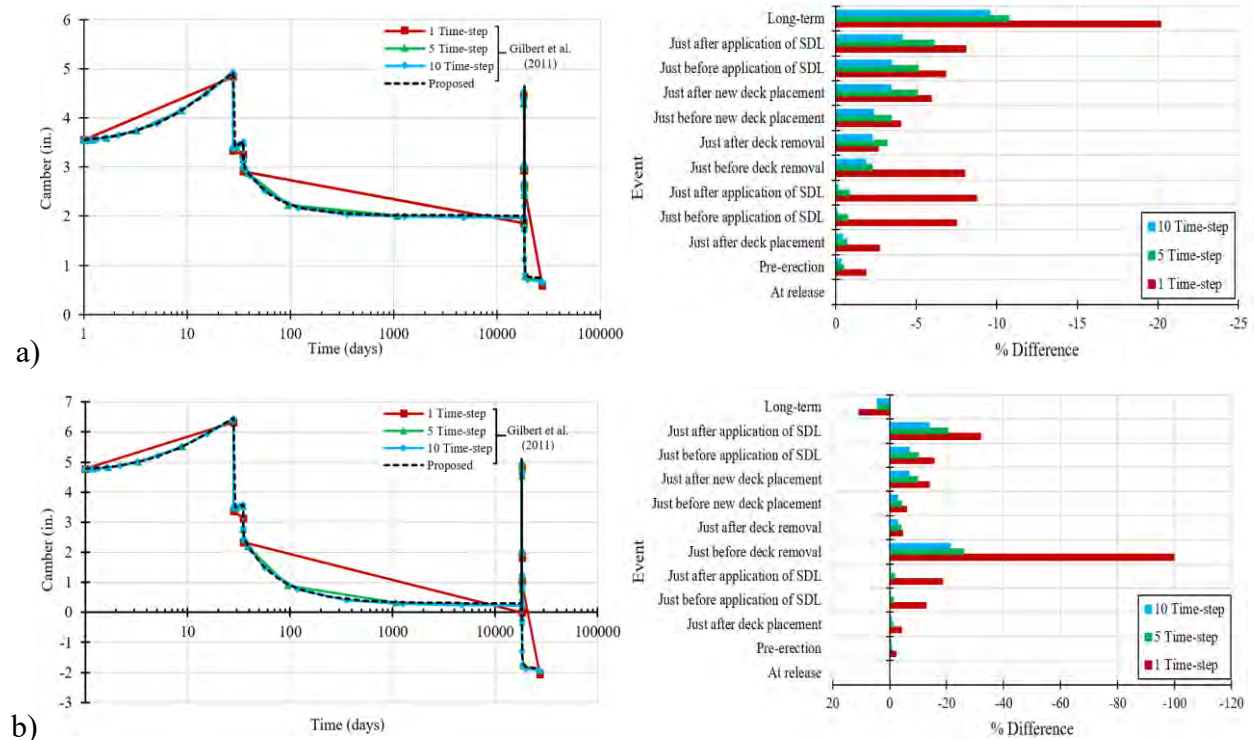 Camber (in.)
6
5
4
3
2
1
0
1 Time-step
5 Time-step
10 Time-step
Proposed
Gilbert et al.
(2011)
1 10 100 1000 10000 100000
Time (days)
a)
Event
Long-term
Just after application of SDL
Just before application of SDL
Just after new deck placement
Just before new deck placement
Just after deck removal
Just before deck removal
Just after application of SDL
Just before application of SDL
Just after deck placement
Pre-erection
At release
10 Time-step
5 Time-step
1 Time-step
0 -5 -10 -15 -20 -25
% Difference
Camber (in.)
7
6
5
4
3
2
1
0
-1
-2
-3
1 Time-step
5 Time-step
10 Time-step
Proposed
Gilbert et al.
(2011)
10 100 1000 10000 100000
Time (days)
b)
Event
Long-term
Just after application of SDL
Just before application of SDL
Just after new deck placement
Just before new deck placement
Just after deck removal
Just before deck removal
Just after application of SDL
Just before application of SDL
Just after deck placement
Pre-erection
At release
10 Time-step
5 Time-step
1 Time-step
20 0 -20 -40 -60 -80 -100 -120
% Difference